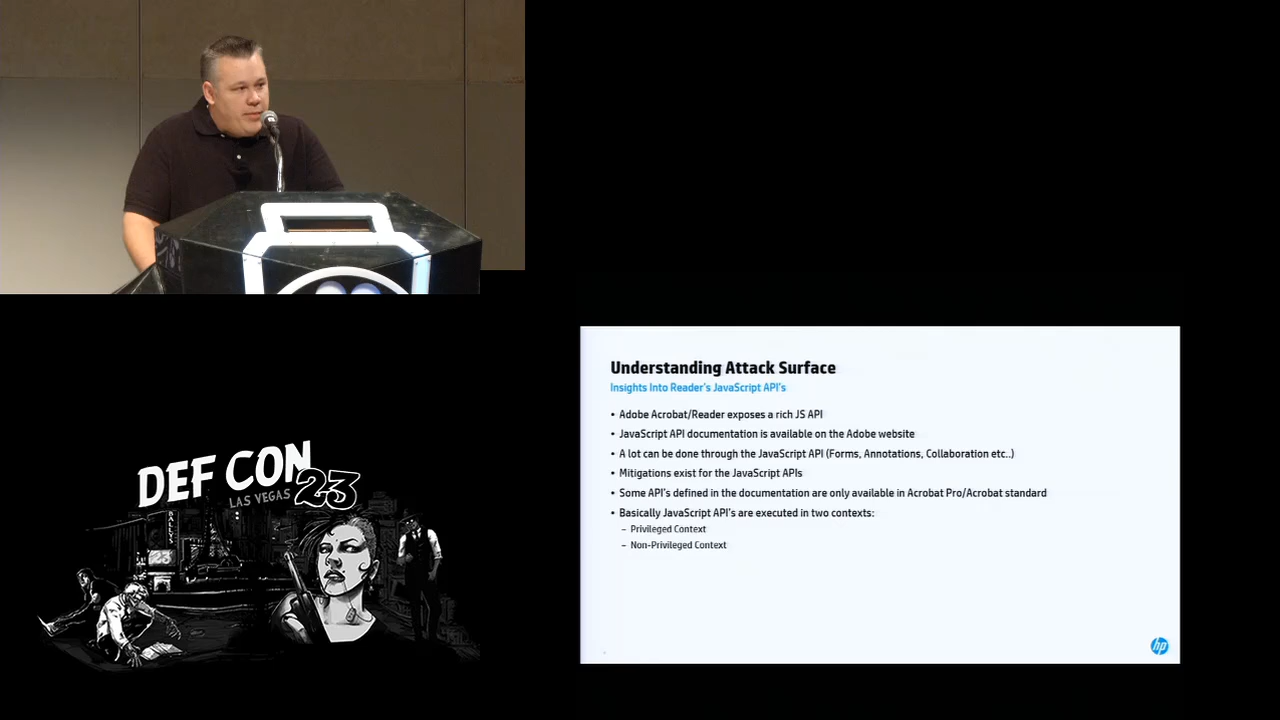 DEF CON
LAS VEGAS 23
BALLY'S
Understanding Attack Surface
Insights Into Reader's JavaScript API's
• Adobe Acrobat/Reader exposes a rich JS API
• JavaScript API documentation is available on the Adobe website
• A lot can be done through the JavaScript API (Forms, Annotations, Collaboration etc..)
• Mitigations exist for the JavaScript APIs
• Some API's defined in the documentation are only available in Acrobat Pro/Acrobat standard
• Basically JavaScript API's are executed in two contexts:
– Privileged Context
– Non-Privileged Context
hp